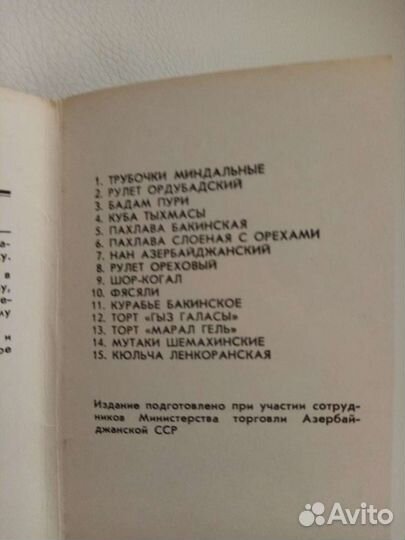 1. ТРУБОЧКИ МИНДАЛЬНЫЕ
2. РУЛЕТ ОРДУБАДСКИЙ
3. БАДАМ ПУРИ
4. КУБА ТЫХМАСЫ
5. ПАХЛАВА БАКИНСКАЯ
6. ПАХЛАВА СЛОЕНАЯ С ОРЕХАМИ
7. НАН АЗЕРБАЙДЖАНСКИЙ
8. РУЛЕТ ОРЕХОВЫЙ
9. ШОР-КОГАЛ
10. ФЯСЯЛИ
11. КУРАБЬЕ БАКИНСКОЕ
12. ТОРТ «ГЫЗ ГАЛАСЫ»
13. ТОРТ «МАРАЛ ГЕЛЬ»
14. МУТАКИ ШЕМАХИНСКИЕ
15. КЮЛЬЧА ЛЕНКОРАНСКАЯ
Издание подготовлено при участии сотруд-
ников Министерства торговли Азербай-
джанской ССР
Avito